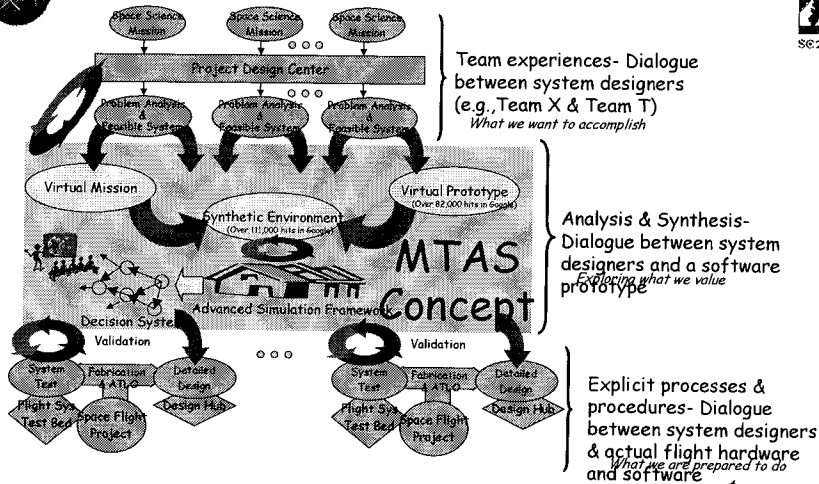 Space Science
Mission
Space Science
Mission
Space Science
Mission
Project Design Center
Problem Analysis
&
Feasible System
Problem Analysis
&
Feasible System
Problem Analysis
&
Feasible System
Team experiences- Dialogue
between system designers
(e.g.,Team X & Team T)
What we want to accomplish
Virtual Mission
Synthetic Environment
(Over 111,000 hits in Google)
Virtual Prototype
(Over 82,000 hits in Google)
MTAS
Concept
Advanced Simulation Framework
Decision System
Analysis & Synthesis-
Dialogue between system
designers and a software
prototype
Exploring what we value
Validation
System
Test
Fabrication
& ATLO
Detailed
Design
Flight Sys
Test Bed
Space Flight
Project
Design Hub
Validation
System
Test
Fabrication
& ATLO
Detailed
Design
Flight Sys
Test Bed
Space Flight
Project
Design Hub
Explicit processes &
procedures- Dialogue
between system designers
& actual flight hardware
and software
What we are prepared to do